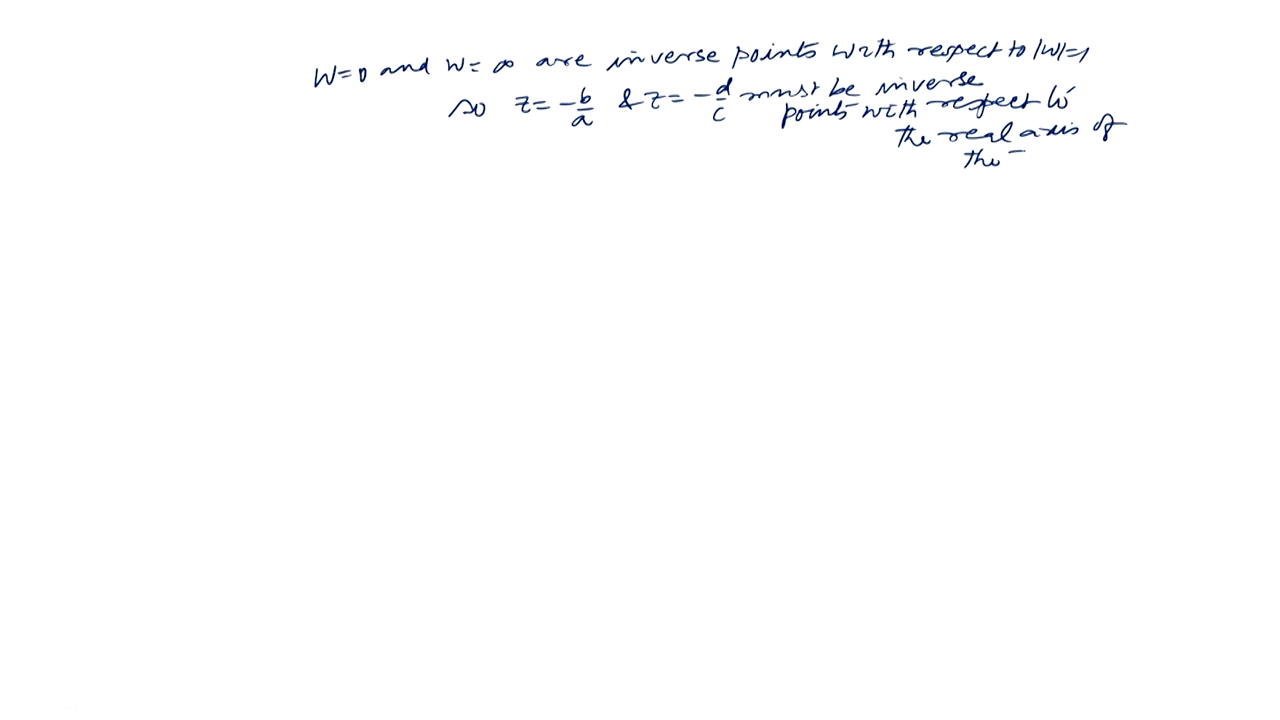 W=0 and w=∞ are inverse points with respect to |w|=1
so z=-b/a & z=-d/c must be inverse
points with respect to
the real axis of
the